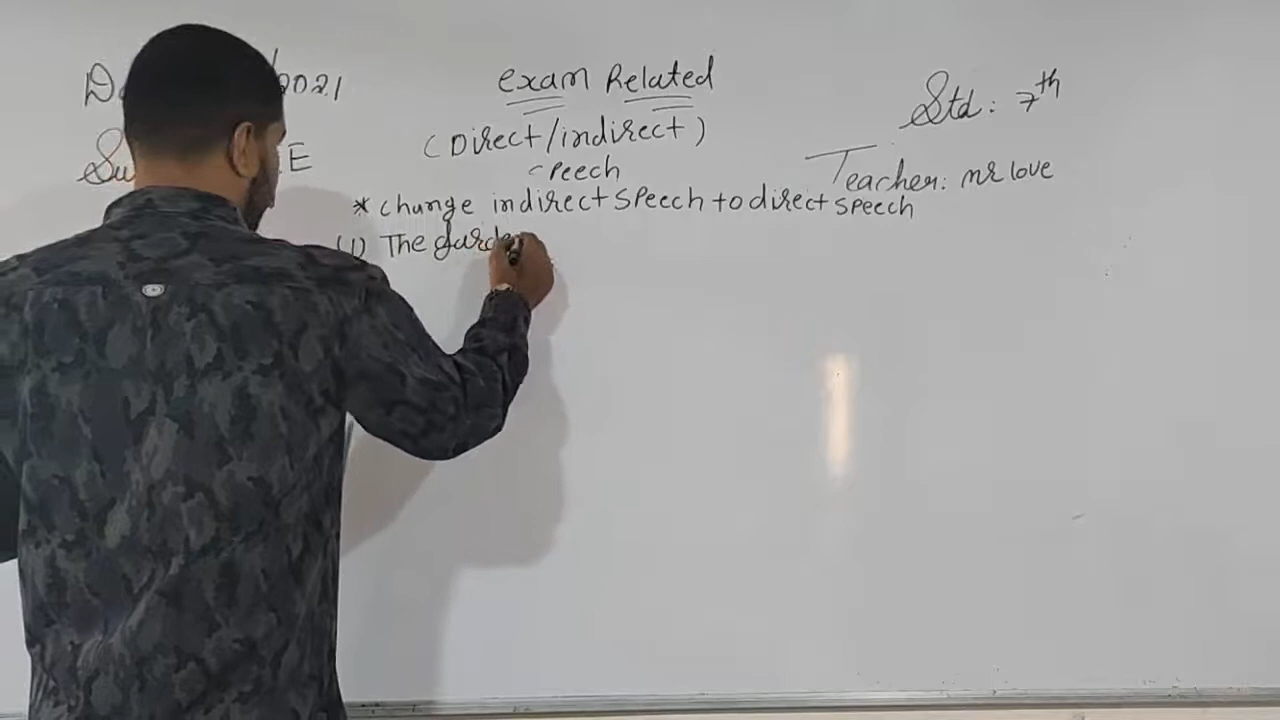 2021
exam Related
Std: 7th
(Direct/indirect)
E
speech
Teacher: mr love
* change indirect speech to direct speech
(1) The